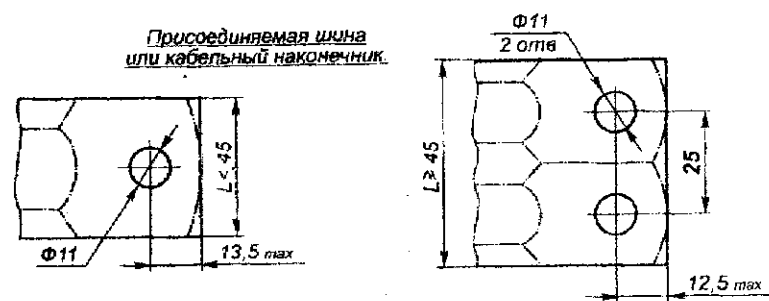 Присоединяемая шина
или кабельный наконечник
Ф11
L < 45
13,5 max
Ф11
2 отв
L ≥ 45
25
12,5 max